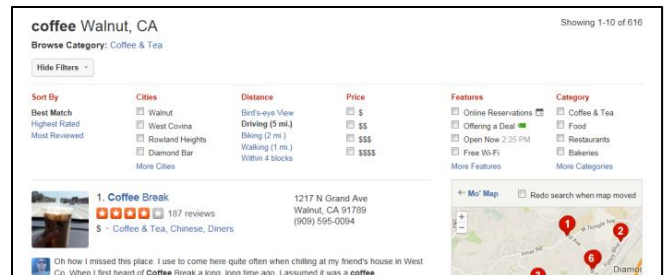 coffee Walnut, CA
Showing 1-10 of 616
Browse Category: Coffee & Tea
Hide Filters
Sort By
Best Match
Highest Rated
Most Reviewed
Cities
Walnut
West Covina
Rowland Heights
Diamond Bar
More Cities
Distance
Bird's-eye View
Driving (5 mi.)
Biking (2 mi.)
Walking (1 mi.)
Within 4 blocks
Price
$
$$
$$$
$$$$
Features
Online Reservations
Offering a Deal
Open Now 2:25 PM
Free Wi-Fi
More Features
Category
Coffee & Tea
Food
Restaurants
Bakeries
More Categories
1. Coffee Break
187 reviews
$ · Coffee & Tea, Chinese, Diners
1217 N Grand Ave
Walnut, CA 91789
(909) 595-0094
Oh how I missed this place. I use to come here quite often when chilling at my friend's house in West
Co. When I first heard of Coffee Break a long, long time ago, I assumed it was a coffee
Mo' Map
Redo search when map moved
+
-
1
2
6
3
Diamo